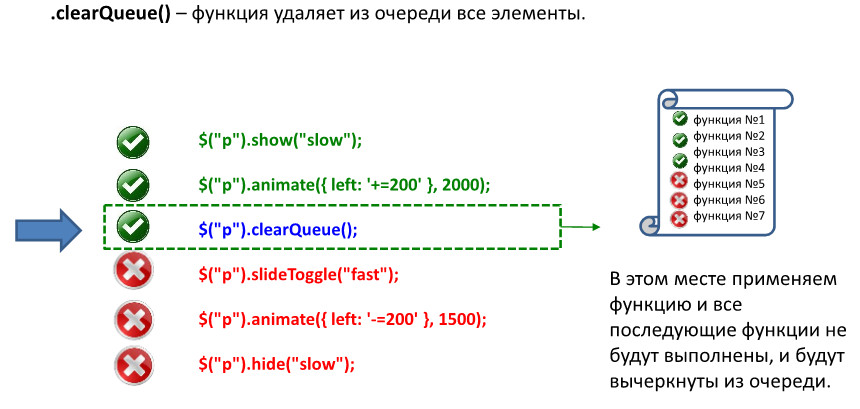 .clearQueue() – функция удаляет из очереди все элементы.
$("p").show("slow");
$("p").animate({ left: '+=200' }, 2000);
$("p").clearQueue();
$("p").slideToggle("fast");
$("p").animate({ left: '-=200' }, 1500);
$("p").hide("slow");
функция №1
функция №2
функция №3
функция №4
функция №5
функция №6
функция №7
В этом месте применяем
функцию и все
последующие функции не
будут выполнены, и будут
вычеркнуты из очереди.